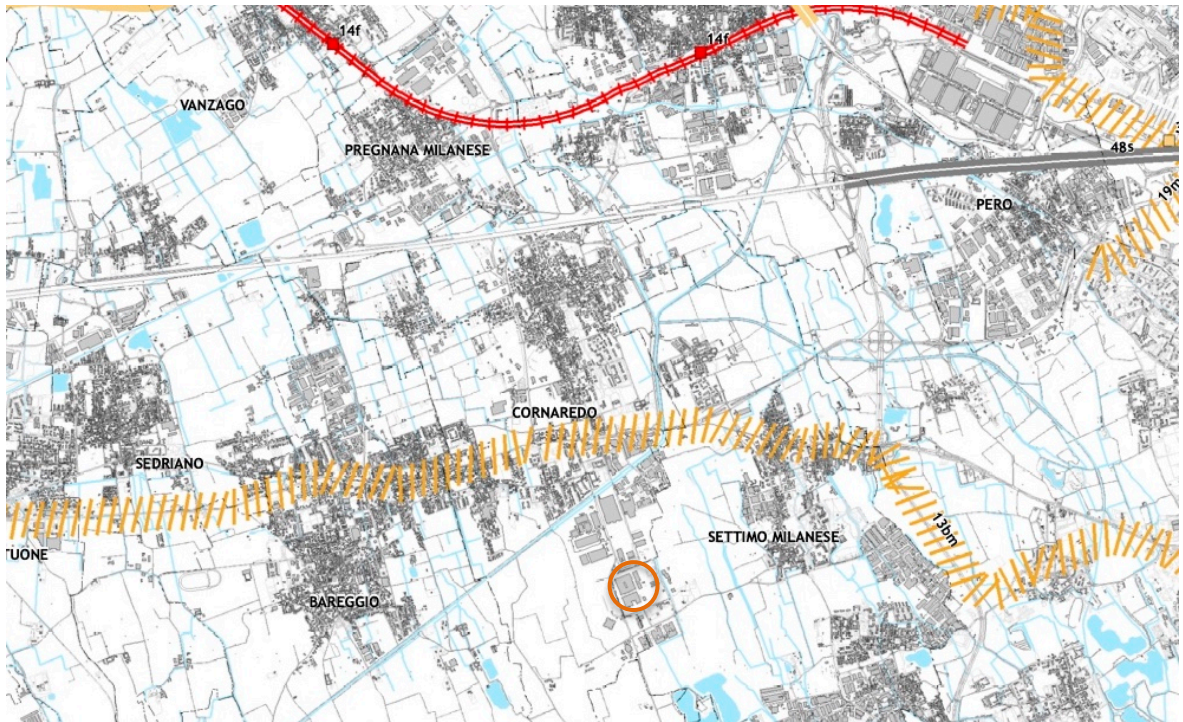 14f
14f
VANZAGO
PREGNANA MILANESE
48s
19m
PERO
CORNAREDO
SEDRIANO
13bm
SETTIMO MILANESE
TUONE
BAREGGIO